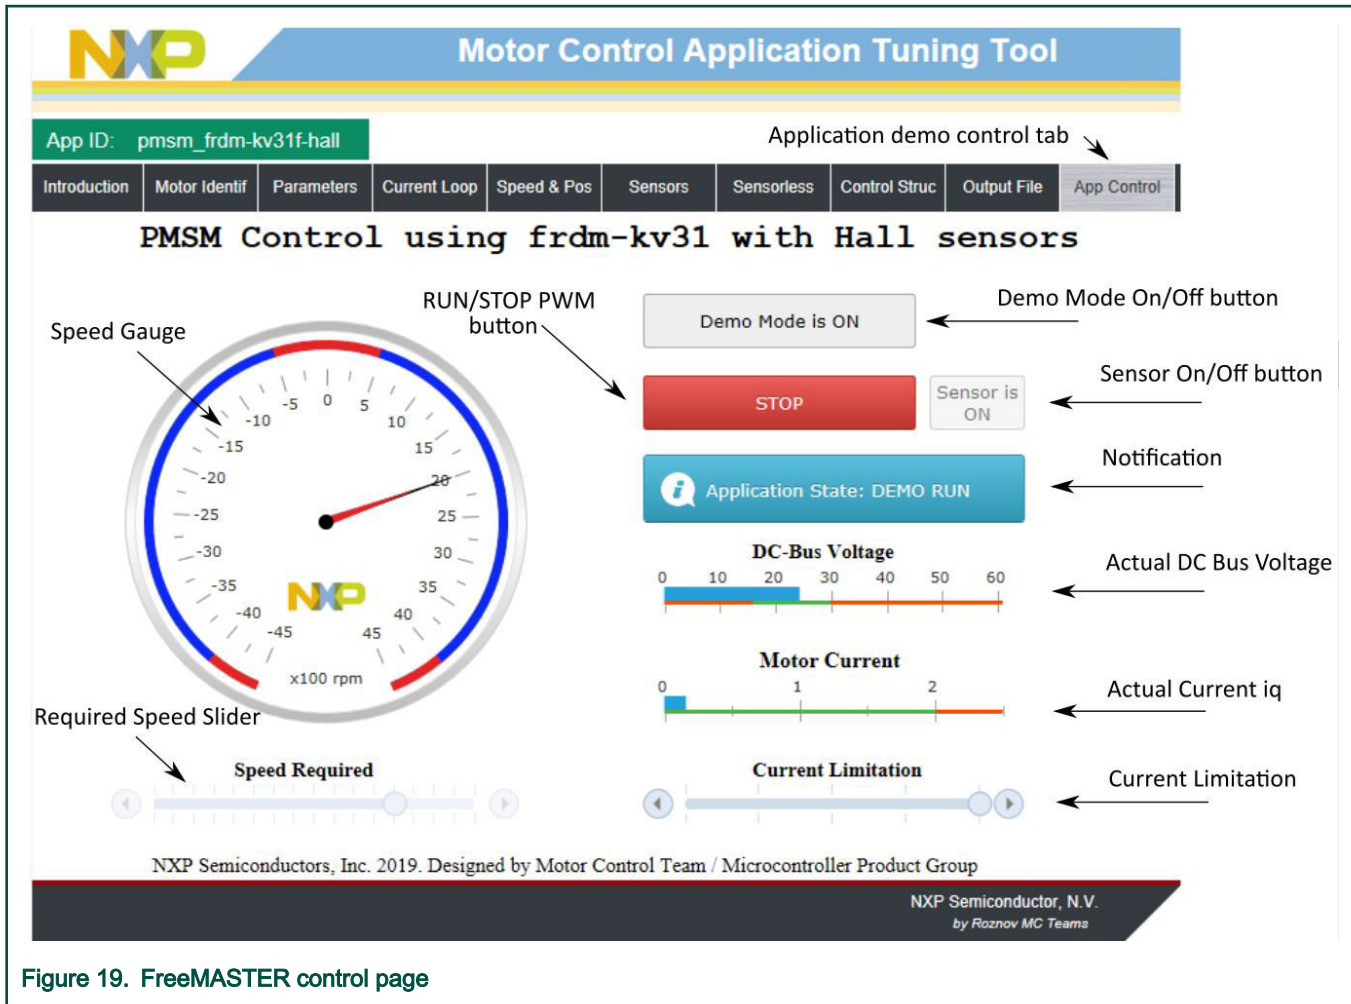 NXP
Motor Control Application Tuning Tool
App ID: pmsm_frdm-kv31f-hall
Application demo control tab
Introduction
Motor Identif
Parameters
Current Loop
Speed & Pos
Sensors
Sensorless
Control Struc
Output File
App Control
PMSM Control using frdm-kv31 with Hall sensors
Speed Gauge
RUN/STOP PWM
button
Demo Mode is ON
Demo Mode On/Off button
STOP
Sensor is
ON
Sensor On/Off button
Application State: DEMO RUN
Notification
-45
-40
-35
-30
-25
-20
-15
-10
-5
0
5
10
15
20
25
30
35
40
45
NXP
x100 rpm
DC-Bus Voltage
0 10 20 30 40 50 60
Actual DC Bus Voltage
Motor Current
0 1 2
Actual Current iq
Required Speed Slider
Speed Required
Current Limitation
Current Limitation
NXP Semiconductors, Inc. 2019. Designed by Motor Control Team / Microcontroller Product Group
NXP Semiconductor, N.V.
by Roznov MC Teams
Figure 19. FreeMASTER control page